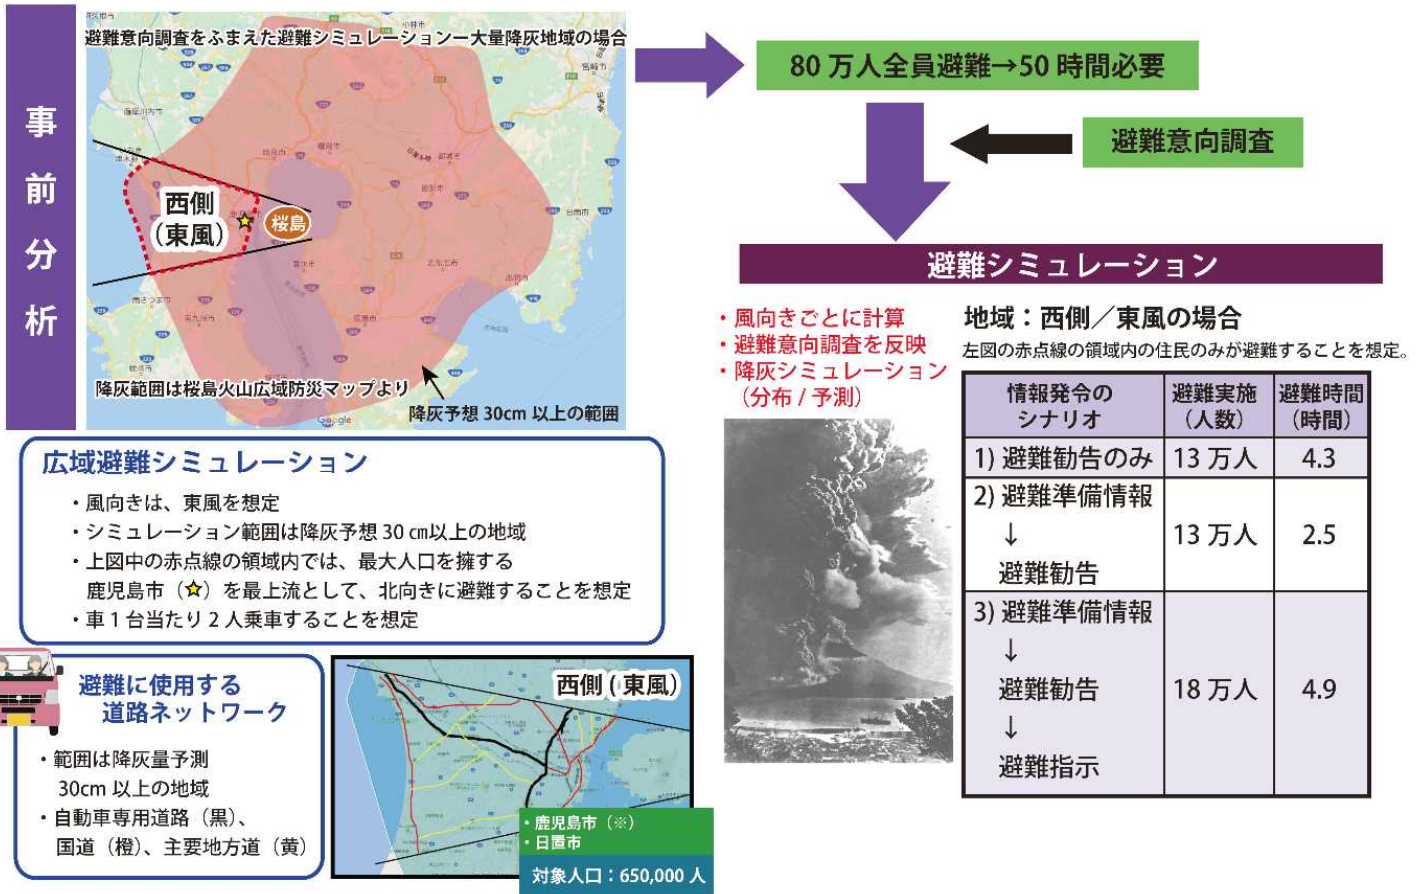 事前分析
避難意向調査をふまえた避難シミュレーションー大量降灰地域の場合
西側
（東風）
桜島
降灰範囲は桜島火山広域防災マップより
降灰予想 30cm 以上の範囲
Google
80 万人全員避難→50 時間必要
避難意向調査
避難シミュレーション
・風向きごとに計算
・避難意向調査を反映
・降灰シミュレーション
（分布 / 予測）
地域：西側／東風の場合
左図の赤点線の領域内の住民のみが避難することを想定。
情報発令の
シナリオ
避難実施
（人数）
避難時間
（時間）
1) 避難勧告のみ 13 万人 4.3
2) 避難準備情報
↓
避難勧告
13 万人 2.5
3) 避難準備情報
↓
避難勧告
↓
避難指示
18 万人 4.9
広域避難シミュレーション
・風向きは、東風を想定
・シミュレーション範囲は降灰予想 30 ㎝以上の地域
・上図中の赤点線の領域内では、最大人口を擁する
鹿児島市（☆）を最上流として、北向きに避難することを想定
・車 1 台当たり 2 人乗車することを想定
避難に使用する
道路ネットワーク
・範囲は降灰量予測
30cm 以上の地域
・自動車専用道路（黒）、
国道（橙）、主要地方道（黄）
西側 ( 東風）
・鹿児島市（※）
・日置市
対象人口：650,000 人